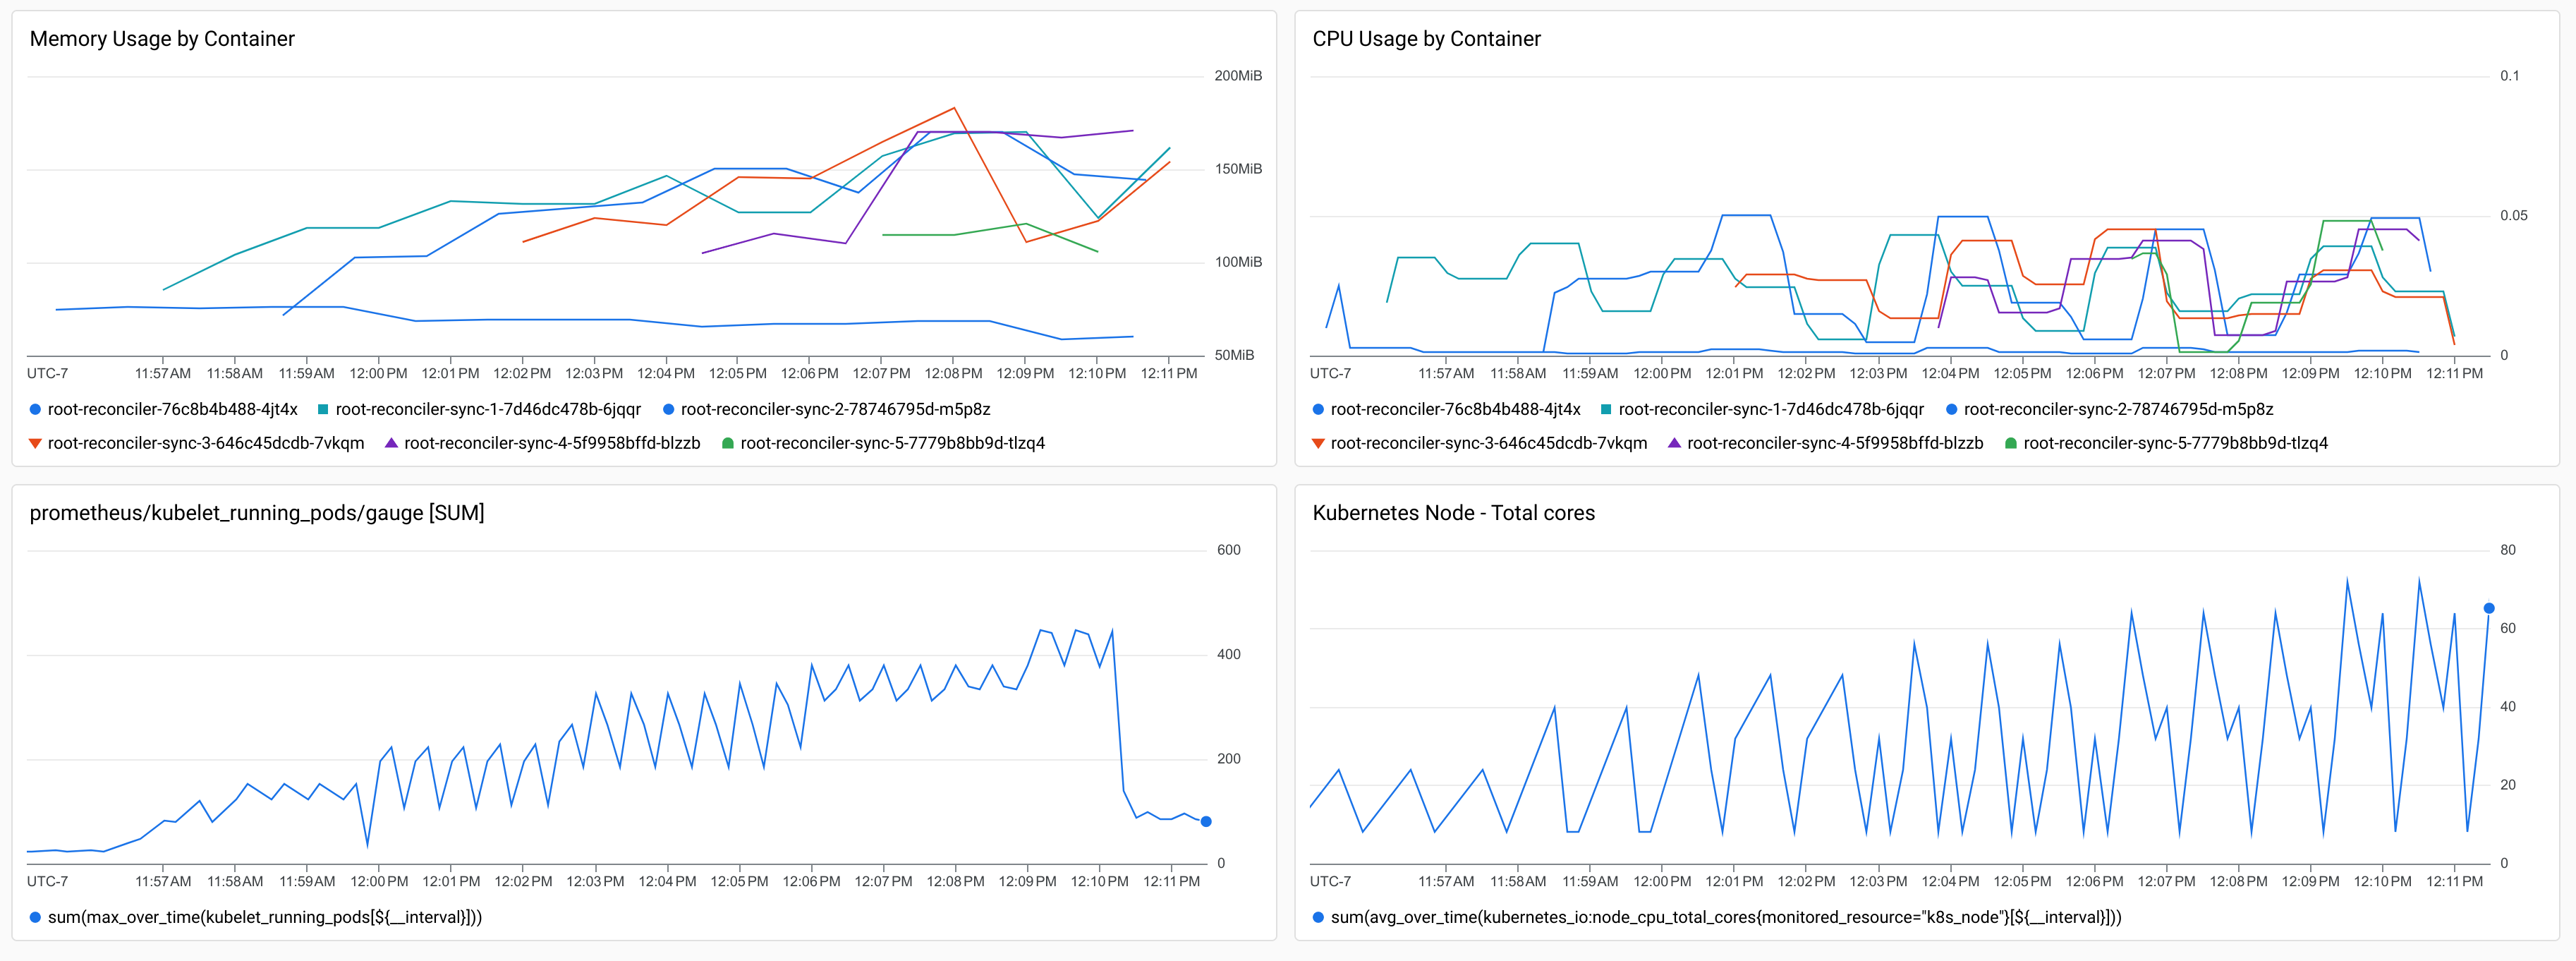 Memory Usage by Container
200MiB
150MiB
100MiB
50MiB
UTC-7 11:57 AM 11:58 AM 11:59 AM 12:00 PM 12:01 PM 12:02 PM 12:03 PM 12:04 PM 12:05 PM 12:06 PM 12:07 PM 12:08 PM 12:09 PM 12:10 PM 12:11 PM
root-reconciler-76c8b4b488-4jt4x root-reconciler-sync-1-7d46dc478b-6jqqr root-reconciler-sync-2-78746795d-m5p8z
root-reconciler-sync-3-646c45dcdb-7vkqm root-reconciler-sync-4-5f9958bffd-blzzb root-reconciler-sync-5-7779b8bb9d-tlzq4
CPU Usage by Container
0.1
0.05
0
UTC-7 11:57 AM 11:58 AM 11:59 AM 12:00 PM 12:01 PM 12:02 PM 12:03 PM 12:04 PM 12:05 PM 12:06 PM 12:07 PM 12:08 PM 12:09 PM 12:10 PM 12:11 PM
root-reconciler-76c8b4b488-4jt4x root-reconciler-sync-1-7d46dc478b-6jqqr root-reconciler-sync-2-78746795d-m5p8z
root-reconciler-sync-3-646c45dcdb-7vkqm root-reconciler-sync-4-5f9958bffd-blzzb root-reconciler-sync-5-7779b8bb9d-tlzq4
prometheus/kubelet_running_pods/gauge [SUM]
600
400
200
0
UTC-7 11:57 AM 11:58 AM 11:59 AM 12:00 PM 12:01 PM 12:02 PM 12:03 PM 12:04 PM 12:05 PM 12:06 PM 12:07 PM 12:08 PM 12:09 PM 12:10 PM 12:11 PM
sum(max_over_time(kubelet_running_pods[${__interval}]))
Kubernetes Node - Total cores
80
60
40
20
0
UTC-7 11:57 AM 11:58 AM 11:59 AM 12:00 PM 12:01 PM 12:02 PM 12:03 PM 12:04 PM 12:05 PM 12:06 PM 12:07 PM 12:08 PM 12:09 PM 12:10 PM 12:11 PM
sum(avg_over_time(kubernetes_io:node_cpu_total_cores{monitored_resource="k8s_node"}[${__interval}]))